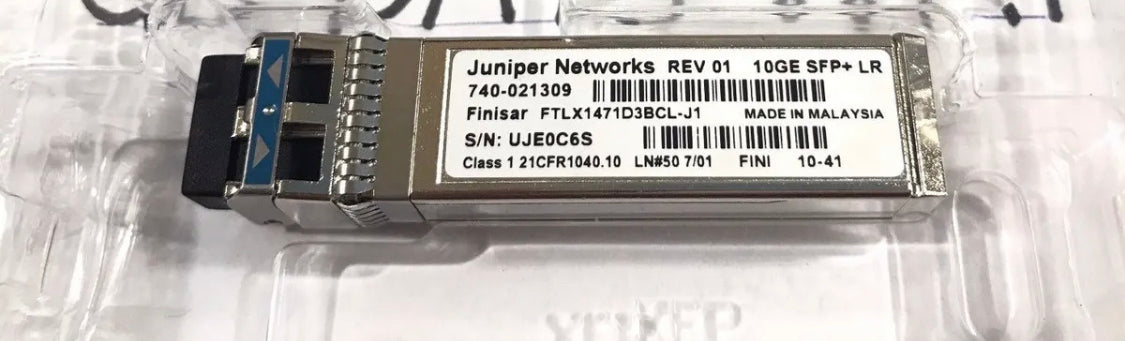 Juniper Networks REV 01 10GE SFP+ LR
740-021309
Finisar FTLX1471D3BCL-J1 MADE IN MALAYSIA
S/N: UJE0C6S
Class 1 21CFR1040.10 LN#50 7/01 FINI 10-41